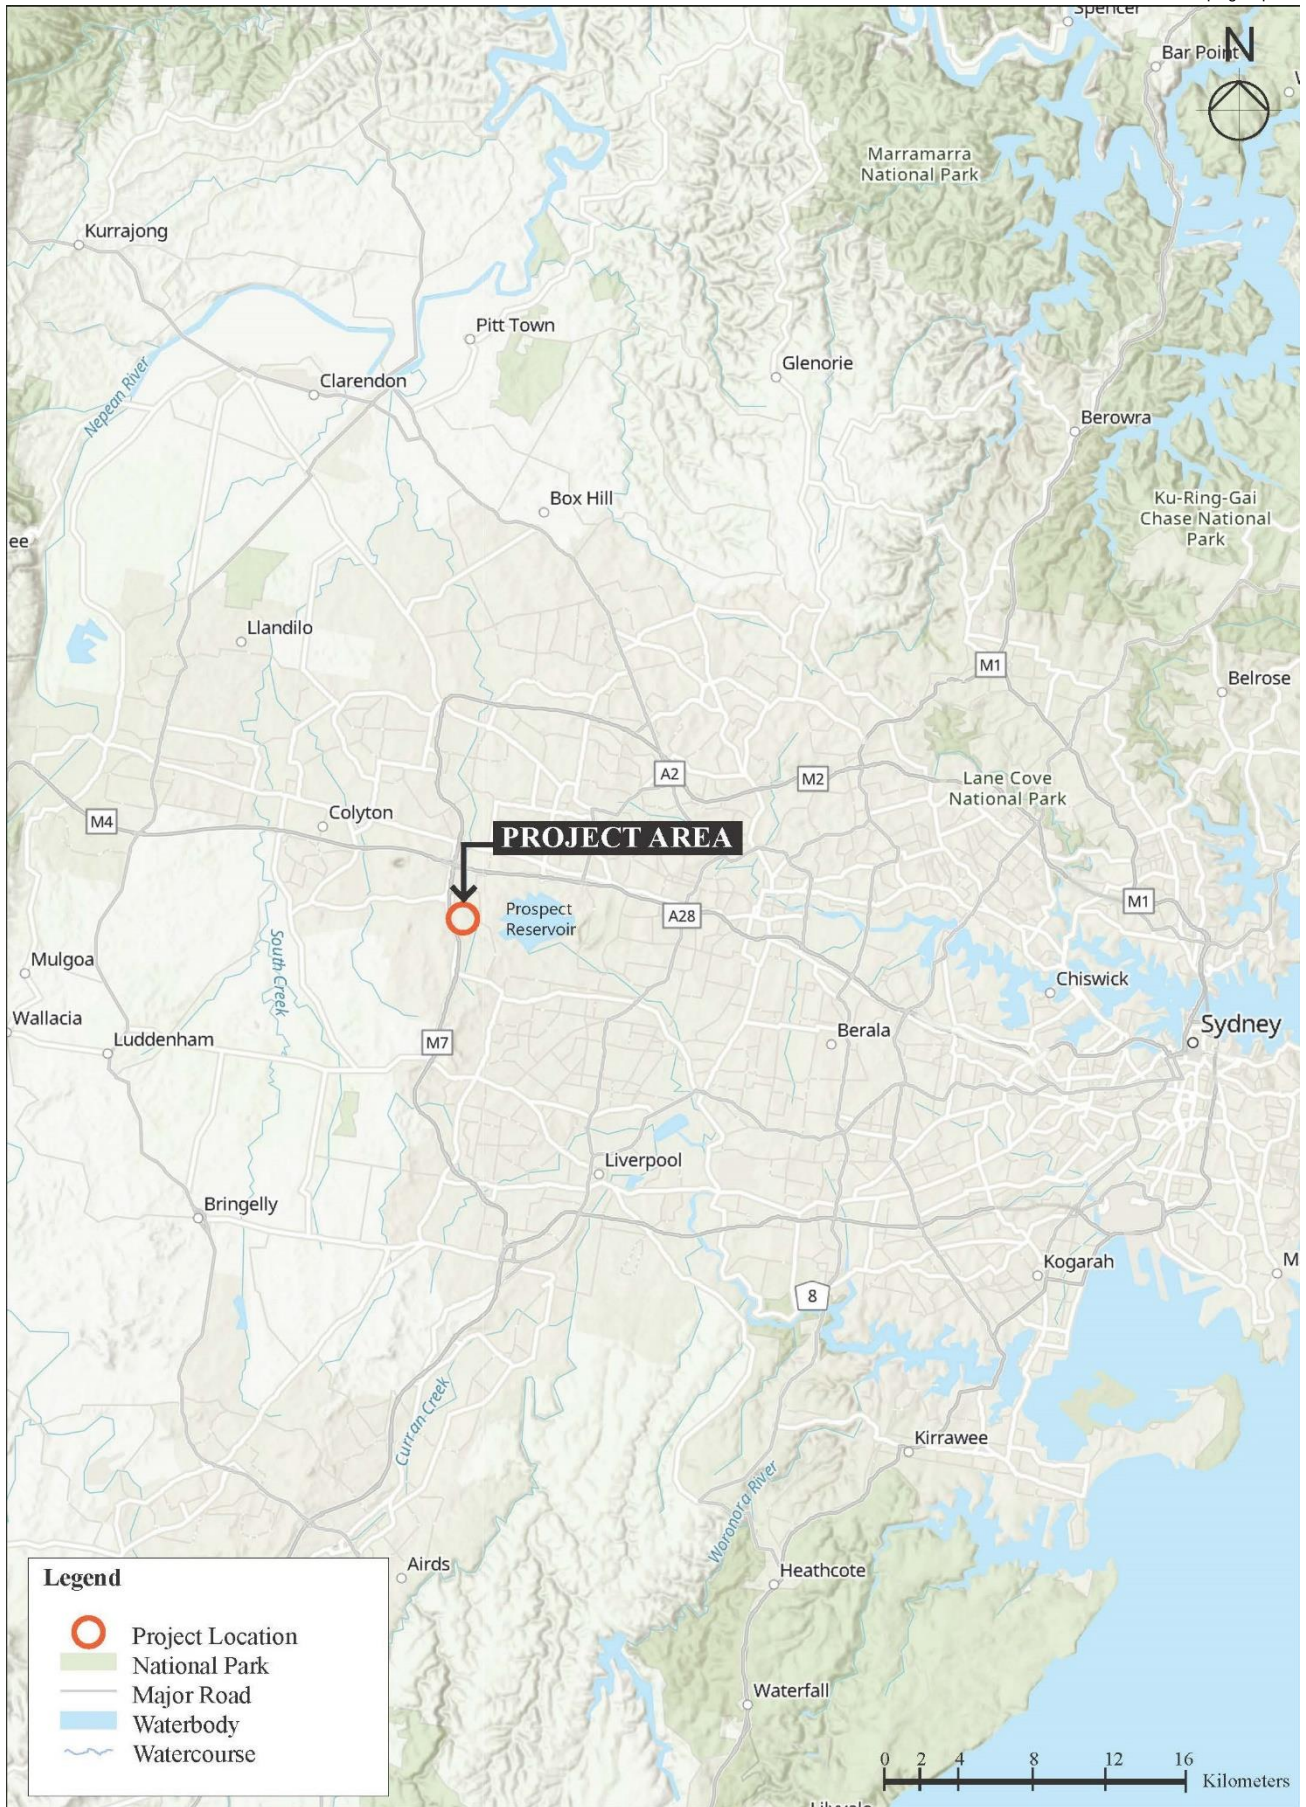 Spencer
N
Bar Point
Marramarra
National Park
Kurrajong
Pitt Town
Glenorie
Clarendon
Nepean River
Berowra
Box Hill
Ku-Ring-Gai
Chase National
Park
ee
Llandilo
M1
Belrose
A2
M2
Lane Cove
National Park
M4
Colyton
PROJECT AREA
M1
Prospect
Reservoir
A28
South Creek
Mulgoa
Chiswick
Wallacia
Sydney
Luddenham
M7
Berala
Liverpool
Bringelly
Kogarah
M
8
Curran Creek
Kirrawee
Woronora River
Airds
Heathcote
Legend
Project Location
National Park
Major Road
Waterbody
Watercourse
Waterfall
0 2 4 8 12 16
Kilometers